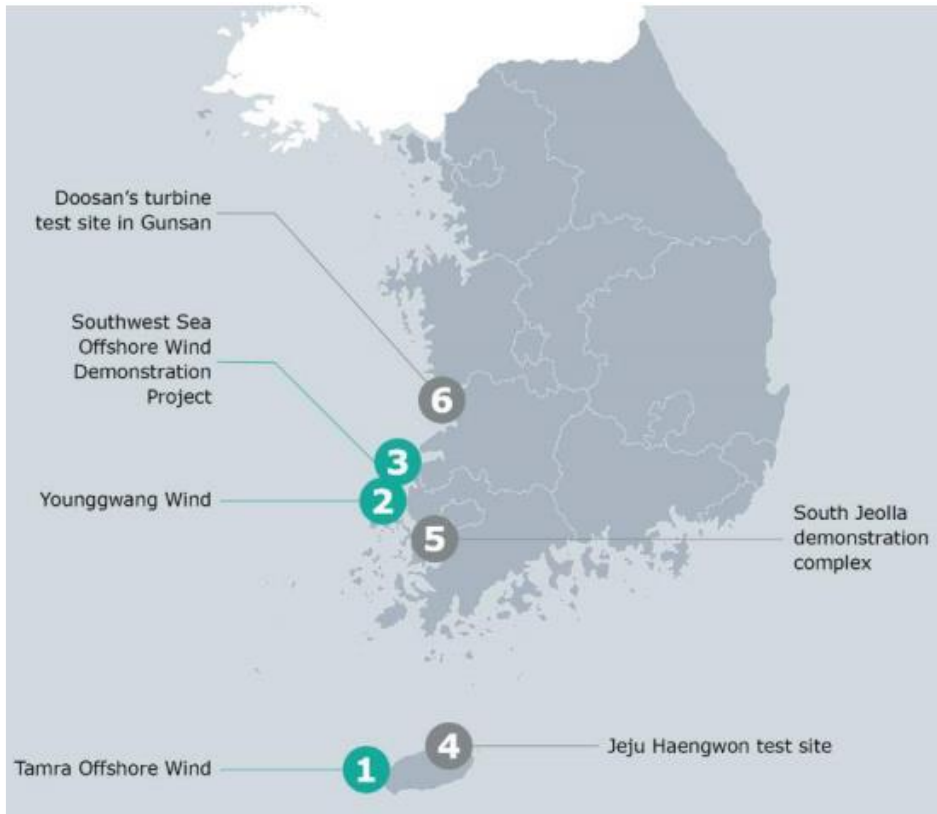 Doosan's turbine
test site in Gunsan
Southwest Sea
Offshore Wind
Demonstration
Project
6
3
Younggwang Wind
2
5
South Jeolla
demonstration
complex
4
Jeju Haengwon test site
Tamra Offshore Wind
1